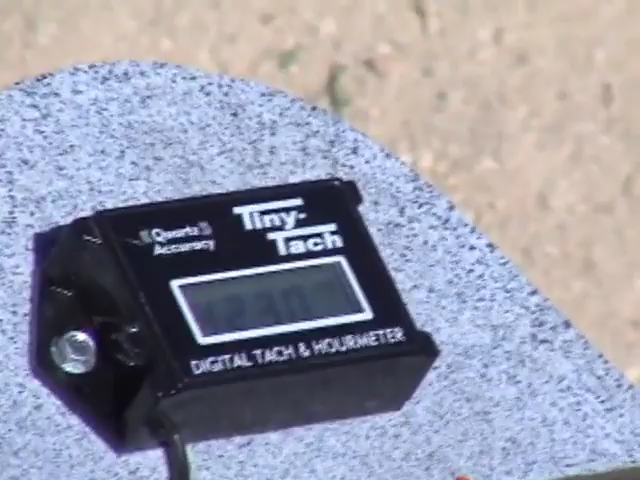 Quartz
Accuracy
Tiny-
Tach
DIGITAL TACH & HOURMETER